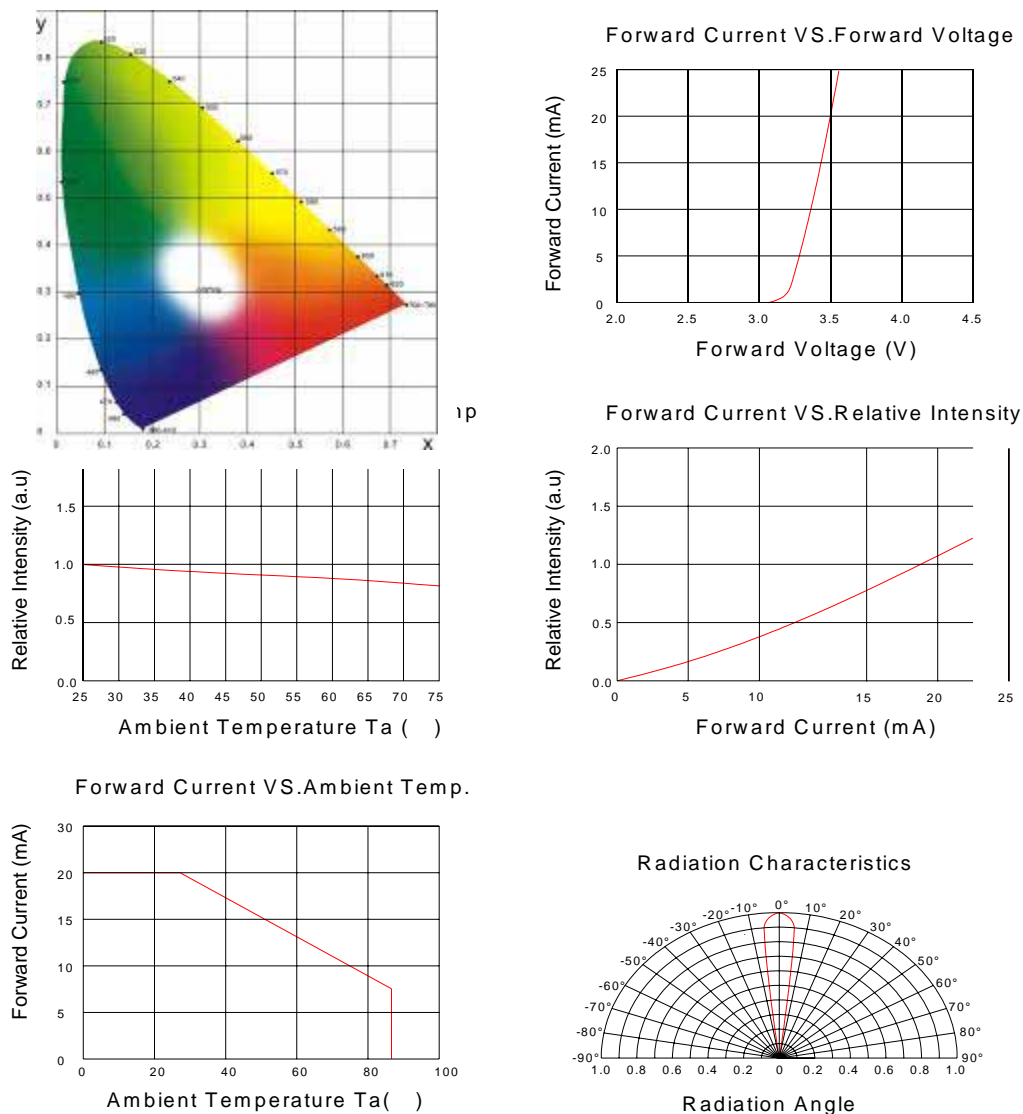 y
0.8
0.7
0.6
0.5
0.4
0.3
0.2
0.1
0
0 0.1 0.2 0.3 0.4 0.5 0.6 0.7 X
Forward Current VS.Forward Voltage
Forward Current (mA)
25
20
15
10
5
0
2.0 2.5 3.0 3.5 4.0 4.5
Forward Voltage (V)
Relative Intensity (a.u)
1.5
1.0
0.5
0.0
25 30 35 40 45 50 55 60 65 70 75
Ambient Temperature Ta ( )
Forward Current VS.Relative Intensity
Relative Intensity (a.u)
2.0
1.5
1.0
0.5
0.0
0 5 10 15 20 25
Forward Current (mA)
Forward Current VS.Ambient Temp.
Forward Current (mA)
30
20
15
10
5
0
0 20 40 60 80 100
Ambient Temperature Ta( )
Radiation Characteristics
-90° -80° -70° -60° -50° -40° -30° -20° -10° 0° 10° 20° 30° 40° 50° 60° 70° 80° 90°
1.0 0.8 0.6 0.4 0.2 0 0.2 0.4 0.6 0.8 1.0
Radiation Angle